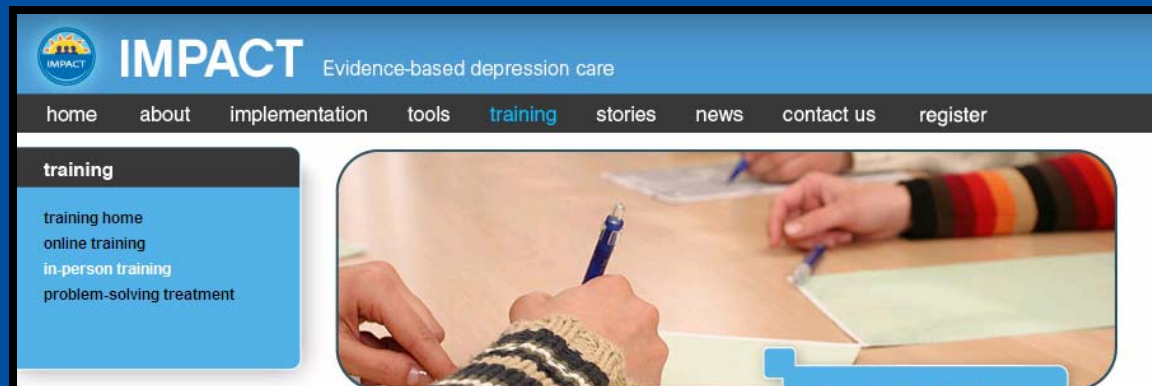 IMPACT
IMPACT Evidence-based depression care
home about implementation tools training stories news contact us register
training
training home
online training
in-person training
problem-solving treatment